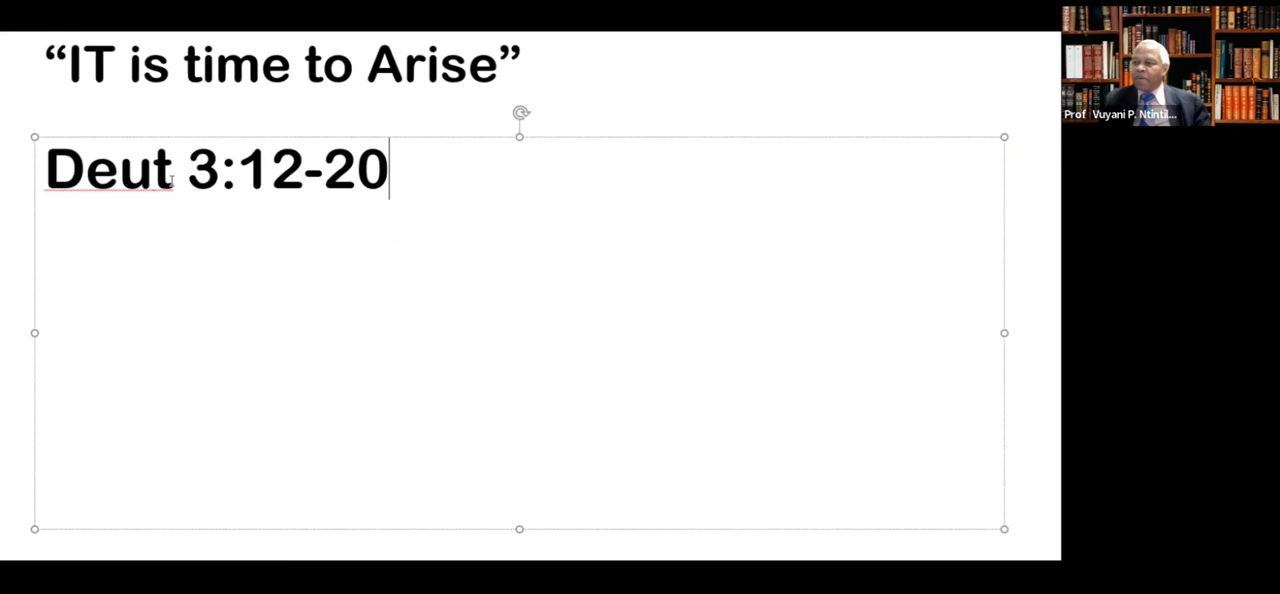 “IT is time to Arise”
Deut 3:12-20
Prof Vuyani P. Ntintil...